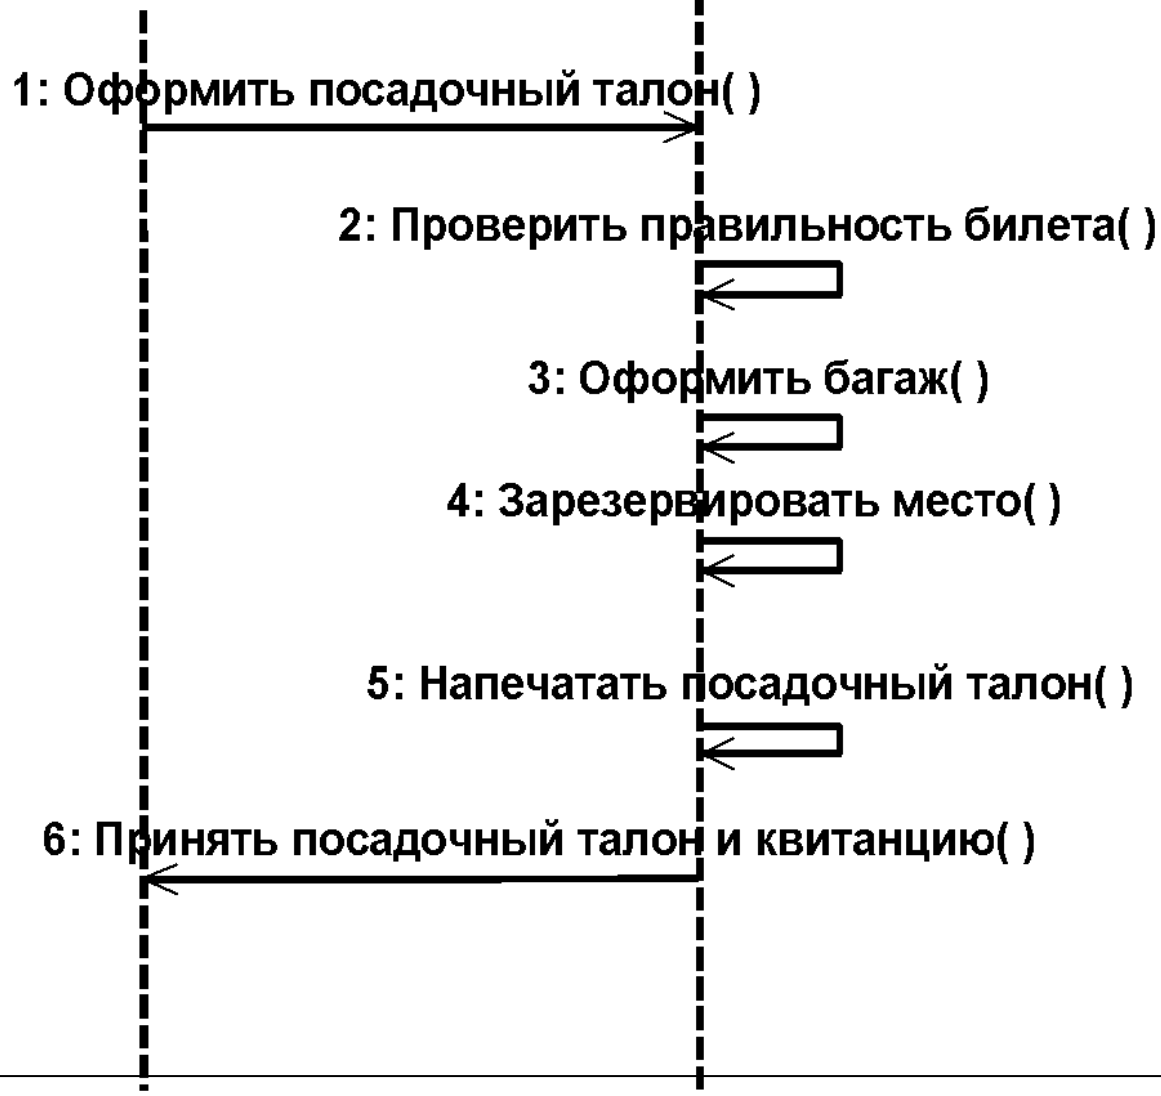 1: Оформить посадочный талон( )
2: Проверить правильность билета( )
3: Оформить багаж( )
4: Зарезервировать место( )
5: Напечатать посадочный талон( )
6: Принять посадочный талон и квитанцию( )